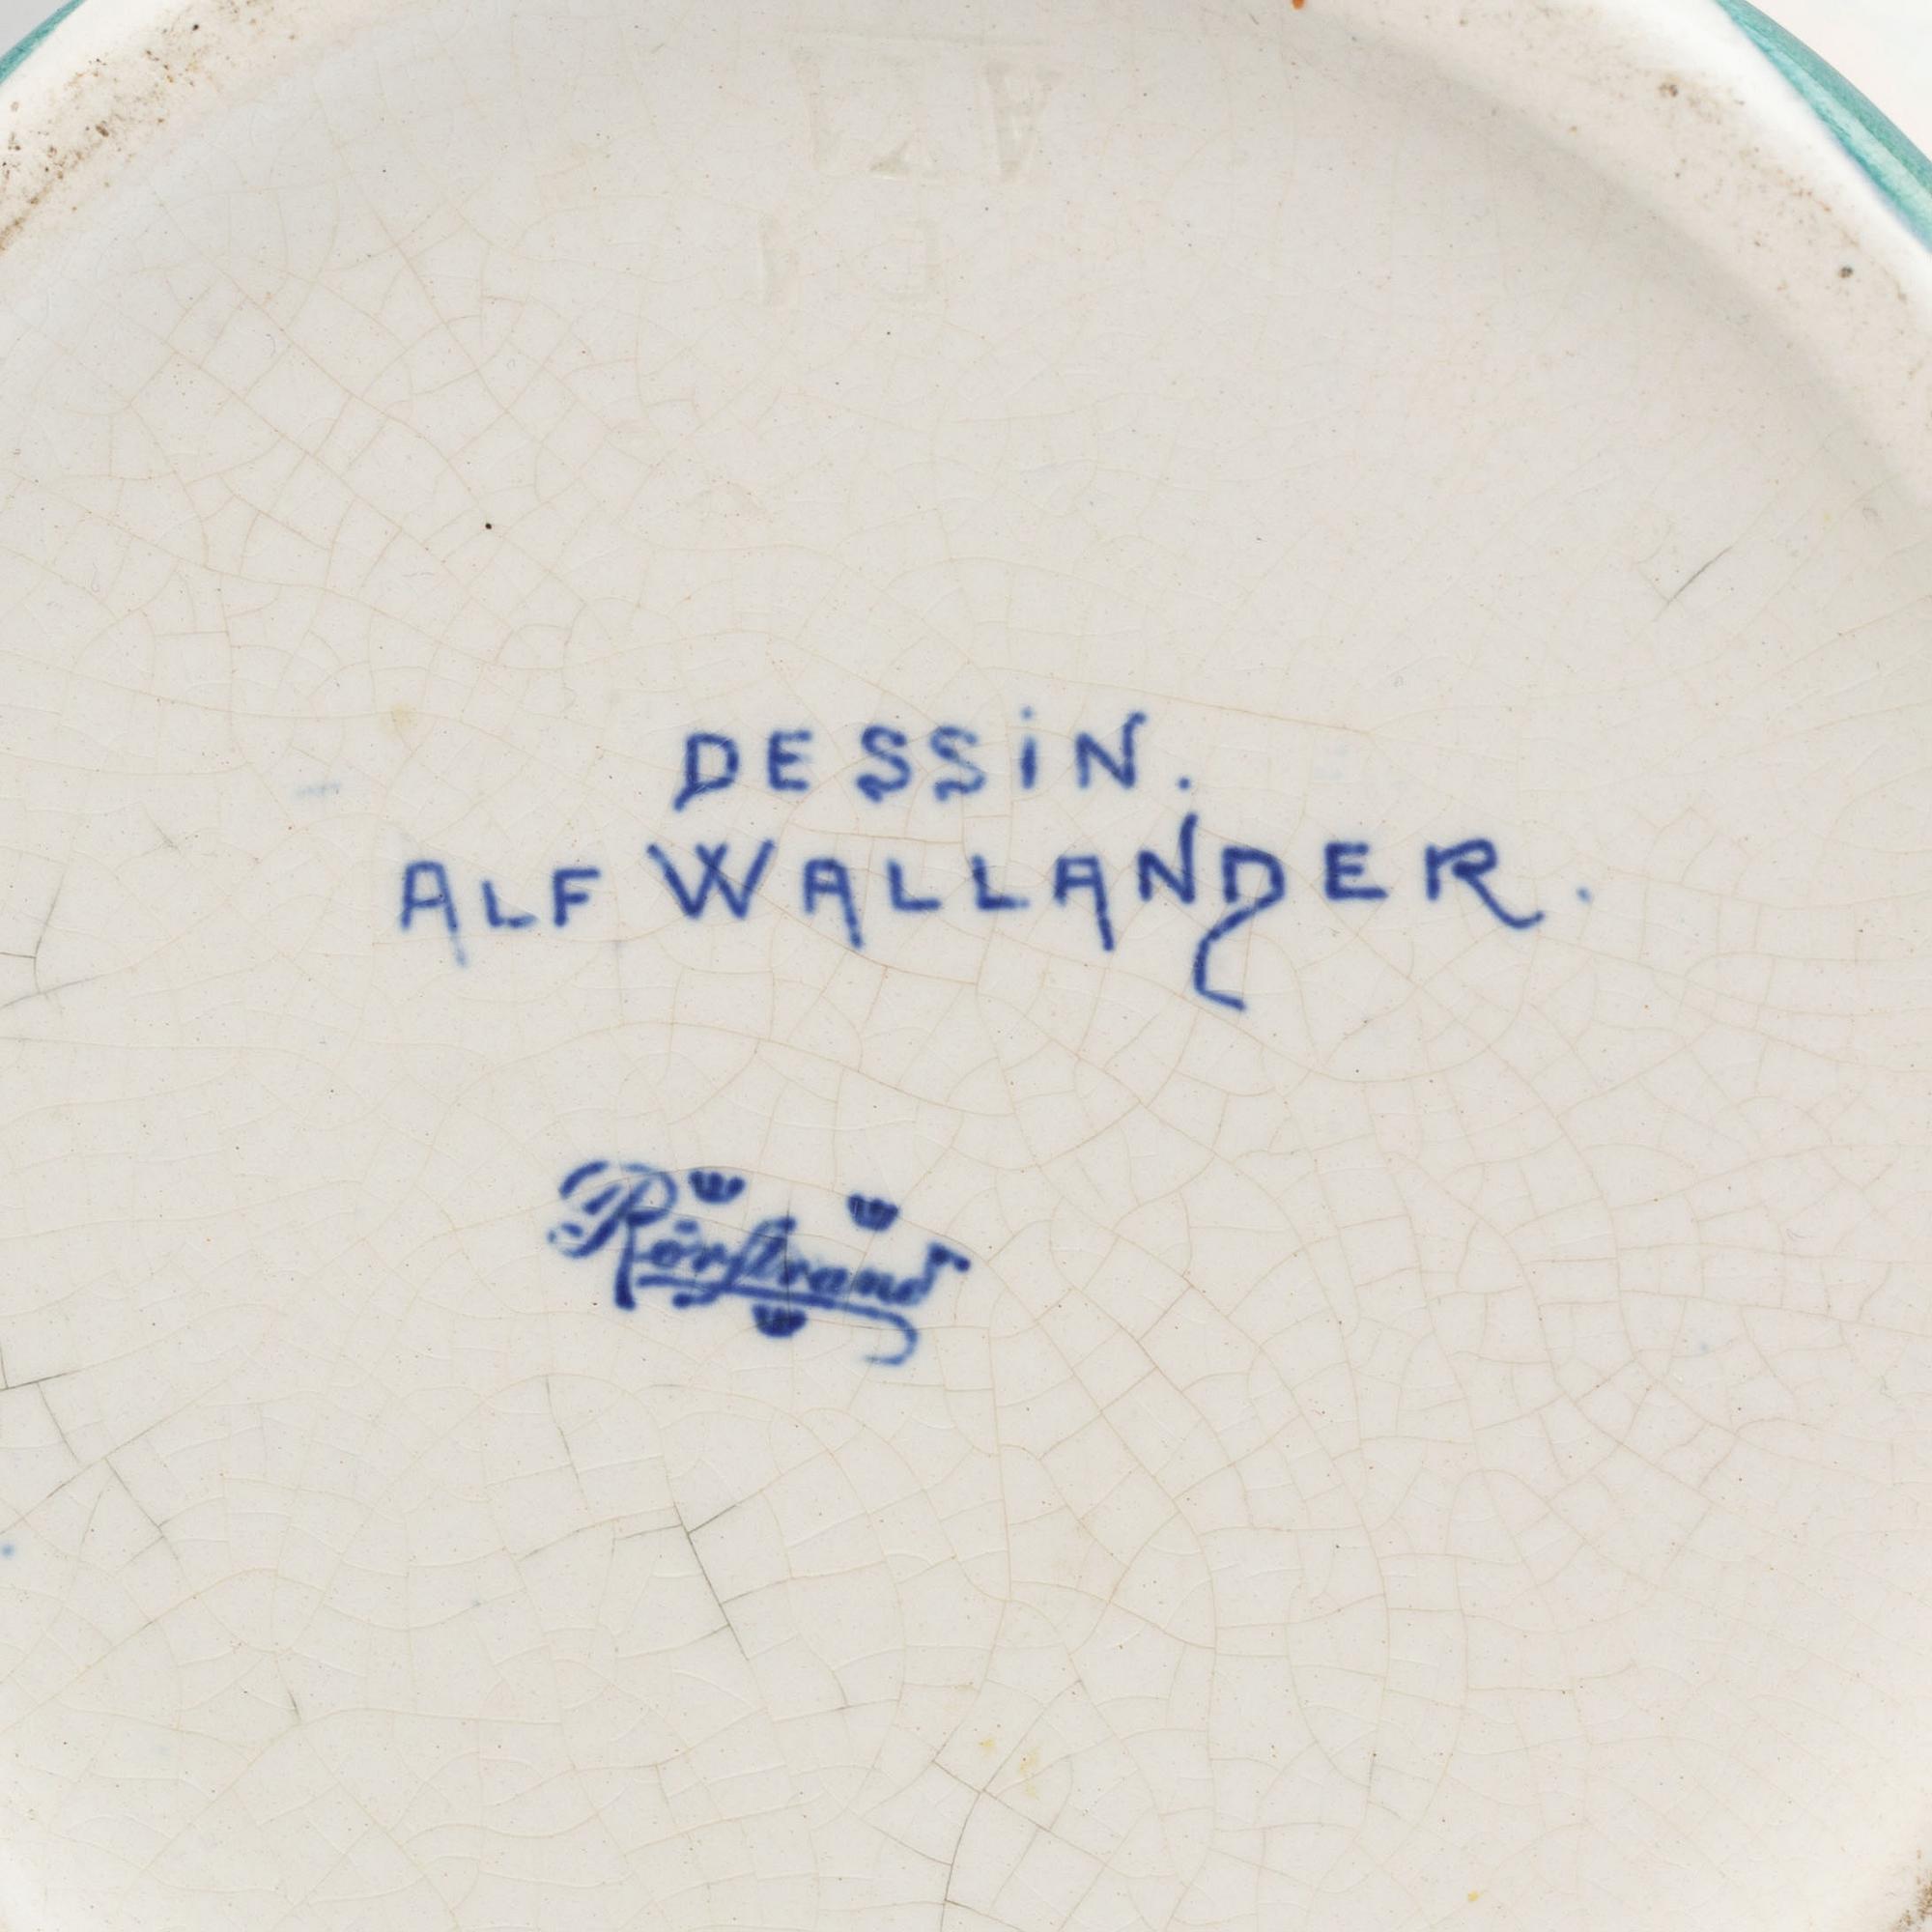 DESSiN.
ALF WALLANDER.
Rörstrand